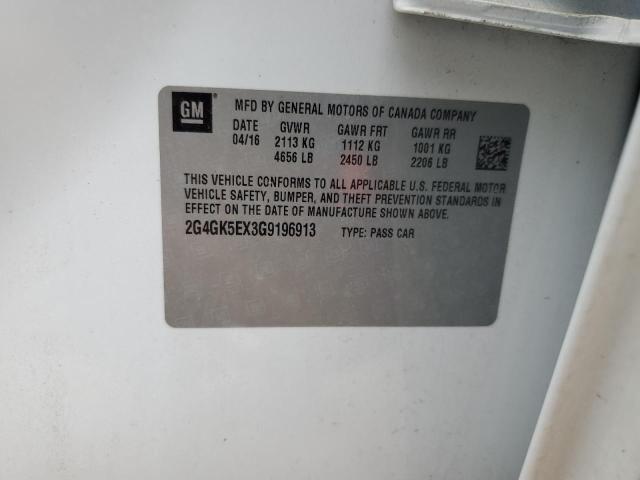 GM MFD BY GENERAL MOTORS OF CANADA COMPANY
DATE GVWR GAWR FRT GAWR RR
04/16 2113 KG 1112 KG 1001 KG
4656 LB 2450 LB 2206 LB
THIS VEHICLE CONFORMS TO ALL APPLICABLE U.S. FEDERAL MOTOR
VEHICLE SAFETY, BUMPER, AND THEFT PREVENTION STANDARDS IN
EFFECT ON THE DATE OF MANUFACTURE SHOWN ABOVE.
2G4GK5EX3G9196913 TYPE: PASS CAR